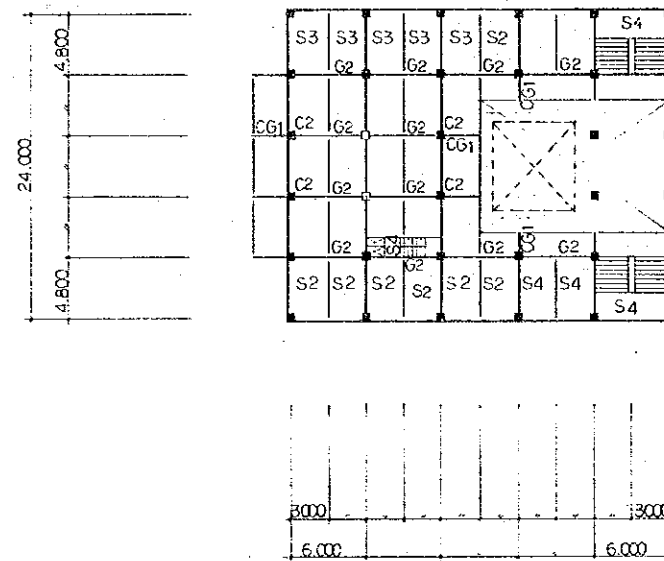 S4
S3 S3 S3 S3 S3 S2
4.800
G2 G2 G2 G2
CG1
CG1 C2 G2 G2 C2
CG1
24.000
C2 G2 G2 C2
CG1
G2 G2 G2
G2
S2 S2 S2 S2 S2 S2 S4 S4
4.800
S4
3000 3000
6.000 6.000